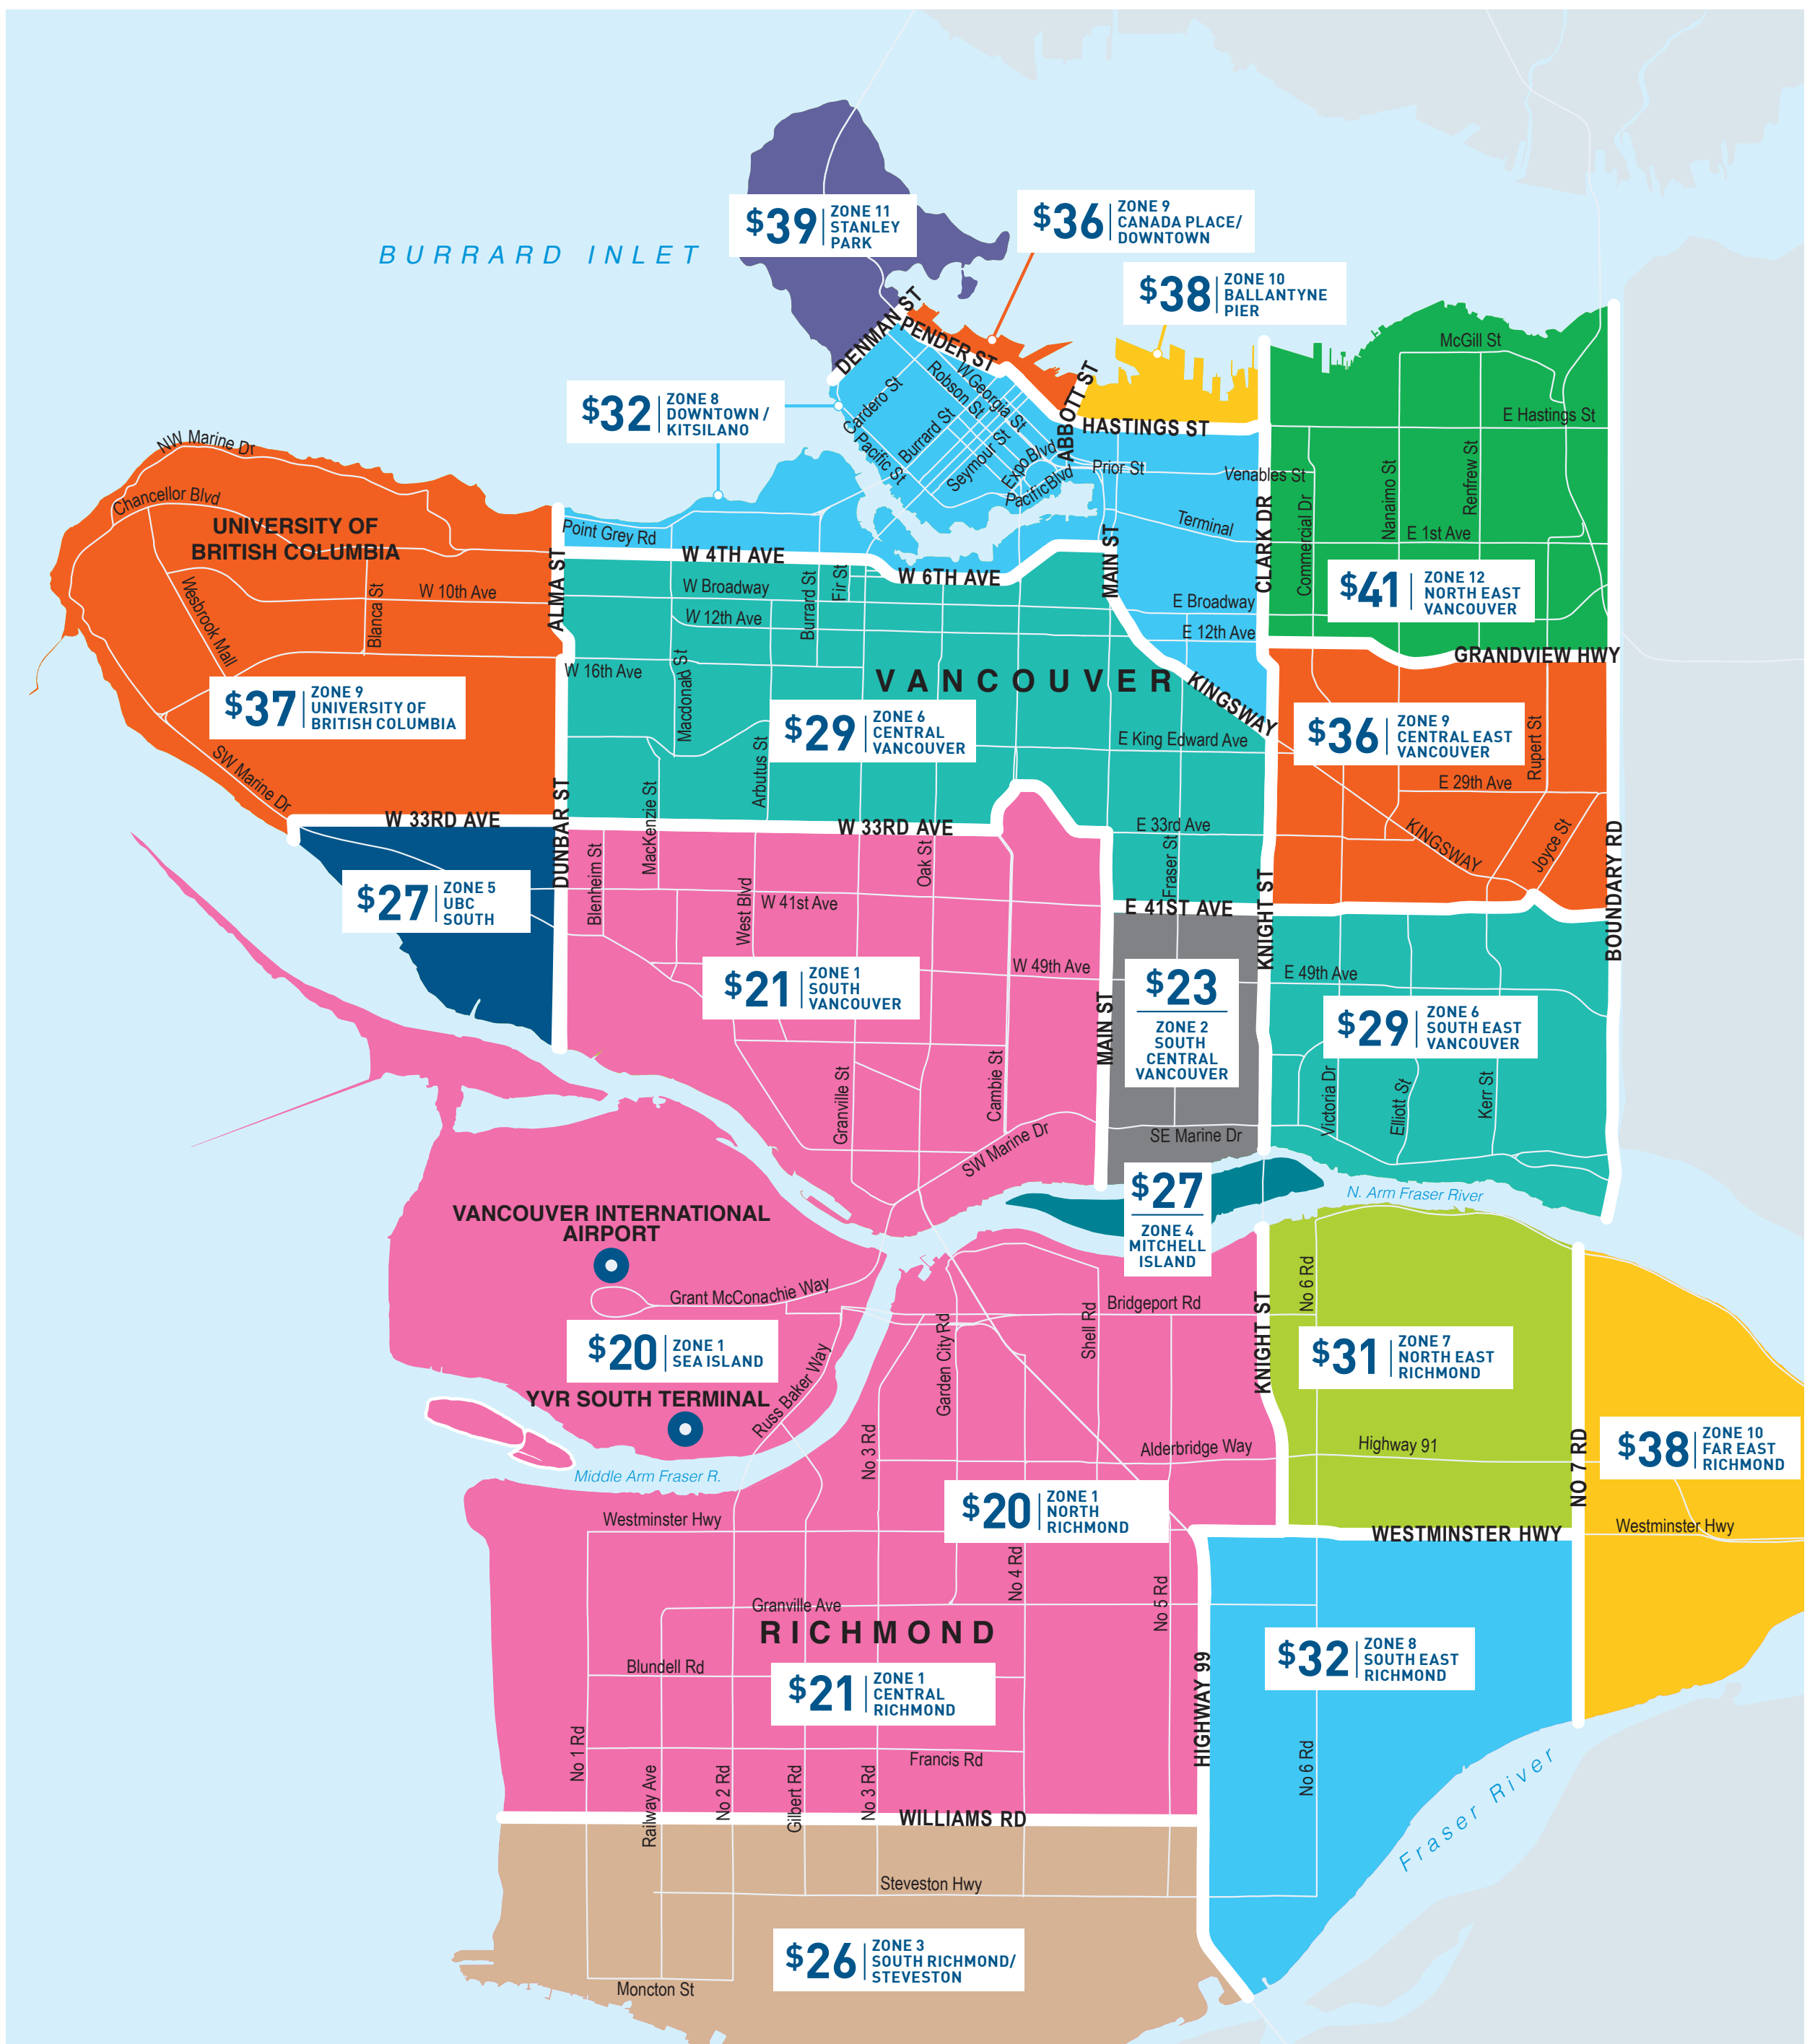 BURRARD INLET
$39
ZONE 11
STANLEY
PARK
$36
ZONE 9
CANADA PLACE/
DOWNTOWN
$38
ZONE 10
BALLANTYNE
PIER
$32
ZONE 8
DOWNTOWN /
KITSILANO
DENMAN ST
PENDER ST
ABBOTT ST
HASTINGS ST
W Georgia St
Robson St
Cardero St
Burrard St
Pacific St
Seymour St
Expo Blvd
Pacific Blvd
Prior St
Venables St
Terminal
McGill St
E Hastings St
Nanaimo St
Renfrew St
Commercial Dr
E 1st Ave
CLARK DR
$41
ZONE 12
NORTH EAST
VANCOUVER
GRANDVIEW HWY
NW Marine Dr
Chancellor Blvd
UNIVERSITY OF
BRITISH COLUMBIA
Wesbrook Mall
Blanca St
W 10th Ave
ALMA ST
$37
ZONE 9
UNIVERSITY OF
BRITISH COLUMBIA
SW Marine Dr
W 33RD AVE
DUNBAR ST
Point Grey Rd
W 4TH AVE
W 6TH AVE
MAIN ST
W Broadway
W 12th Ave
Burrard St
Fir St
E Broadway
E 12th Ave
W 16th Ave
Macdonald St
VANCOUVER
KINGSWAY
$29
ZONE 6
CENTRAL
VANCOUVER
E King Edward Ave
Arbutus St
MacKenzie St
$36
ZONE 9
CENTRAL EAST
VANCOUVER
Rupert St
E 29th Ave
KINGSWAY
Joyce St
BOUNDARY RD
W 33RD AVE
E 33rd Ave
Fraser St
E 41ST AVE
KNIGHT ST
$27
ZONE 5
UBC
SOUTH
Blenheim St
West Blvd
Oak St
W 41st Ave
W 49th Ave
$21
ZONE 1
SOUTH
VANCOUVER
Granville St
Cambie St
SW Marine Dr
MAIN ST
$23
ZONE 2
SOUTH
CENTRAL
VANCOUVER
SE Marine Dr
E 49th Ave
$29
ZONE 6
SOUTH EAST
VANCOUVER
Victoria Dr
Elliott St
Kerr St
N. Arm Fraser River
$27
ZONE 4
MITCHELL
ISLAND
VANCOUVER INTERNATIONAL
AIRPORT
Grant McConachie Way
$20
ZONE 1
SEA ISLAND
YVR SOUTH TERMINAL
Russ Baker Way
Middle Arm Fraser R.
Garden City Rd
Shell Rd
Bridgeport Rd
KNIGHT ST
No 6 Rd
$31
ZONE 7
NORTH EAST
RICHMOND
Highway 91
NO 7 RD
$38
ZONE 10
FAR EAST
RICHMOND
Westminster Hwy
No 3 Rd
Alderbridge Way
$20
ZONE 1
NORTH
RICHMOND
Westminster Hwy
WESTMINSTER HWY
No 4 Rd
No 5 Rd
Granville Ave
RICHMOND
Blundell Rd
$21
ZONE 1
CENTRAL
RICHMOND
HIGHWAY 99
$32
ZONE 8
SOUTH EAST
RICHMOND
No 6 Rd
Fraser River
Francis Rd
No 1 Rd
Railway Ave
No 2 Rd
Gilbert Rd
No 3 Rd
WILLIAMS RD
Steveston Hwy
$26
ZONE 3
SOUTH RICHMOND/
STEVESTON
Moncton St